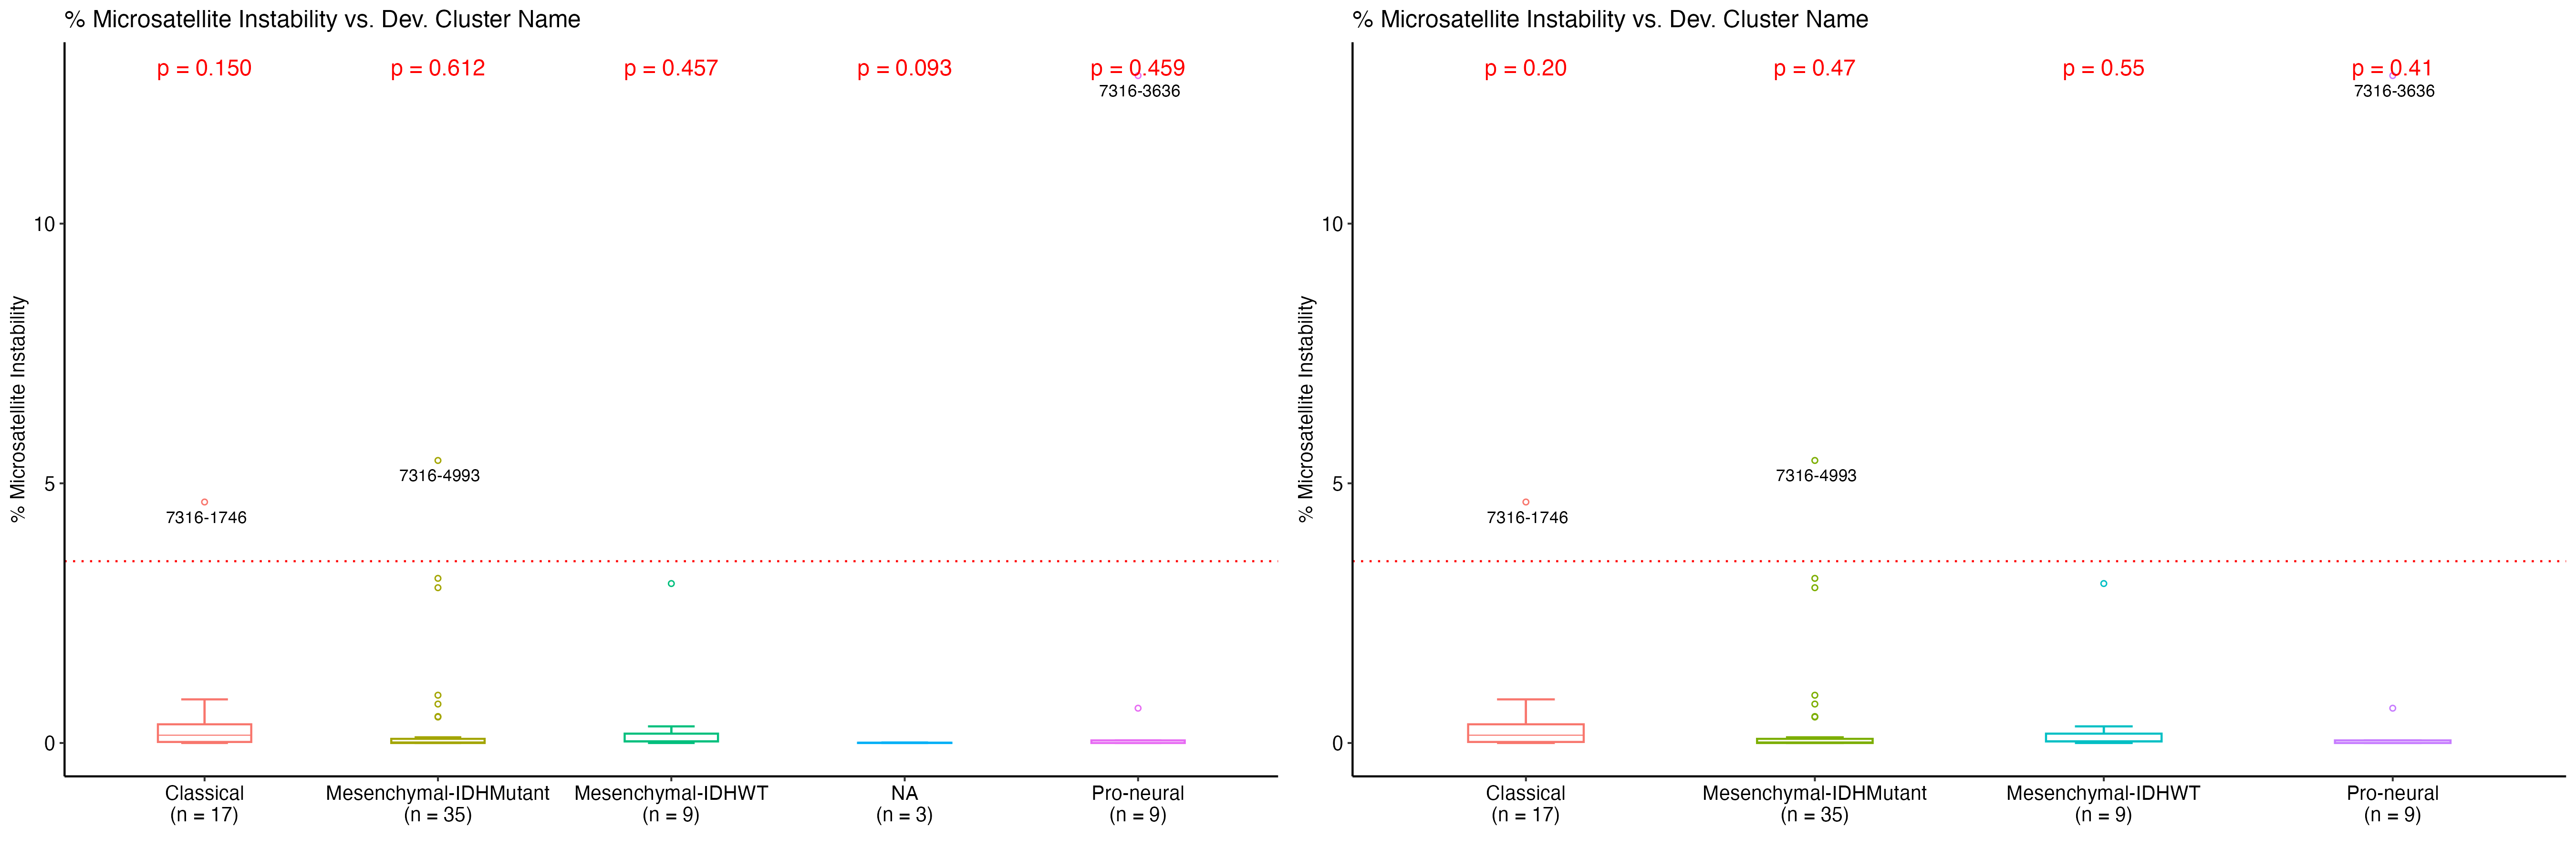 % Microsatellite Instability vs. Dev. Cluster Name
p = 0.150 p = 0.612 p = 0.457 p = 0.093 p = 0.459
7316-3636
10
7316-4993
5
7316-1746
% Microsatellite Instability
0
Classical Mesenchymal-IDHMutant Mesenchymal-IDHWT NA Pro-neural
(n = 17) (n = 35) (n = 9) (n = 3) (n = 9)
% Microsatellite Instability vs. Dev. Cluster Name
p = 0.20 p = 0.47 p = 0.55 p = 0.41
7316-3636
10
7316-4993
5
7316-1746
% Microsatellite Instability
0
Classical Mesenchymal-IDHMutant Mesenchymal-IDHWT Pro-neural
(n = 17) (n = 35) (n = 9) (n = 9)